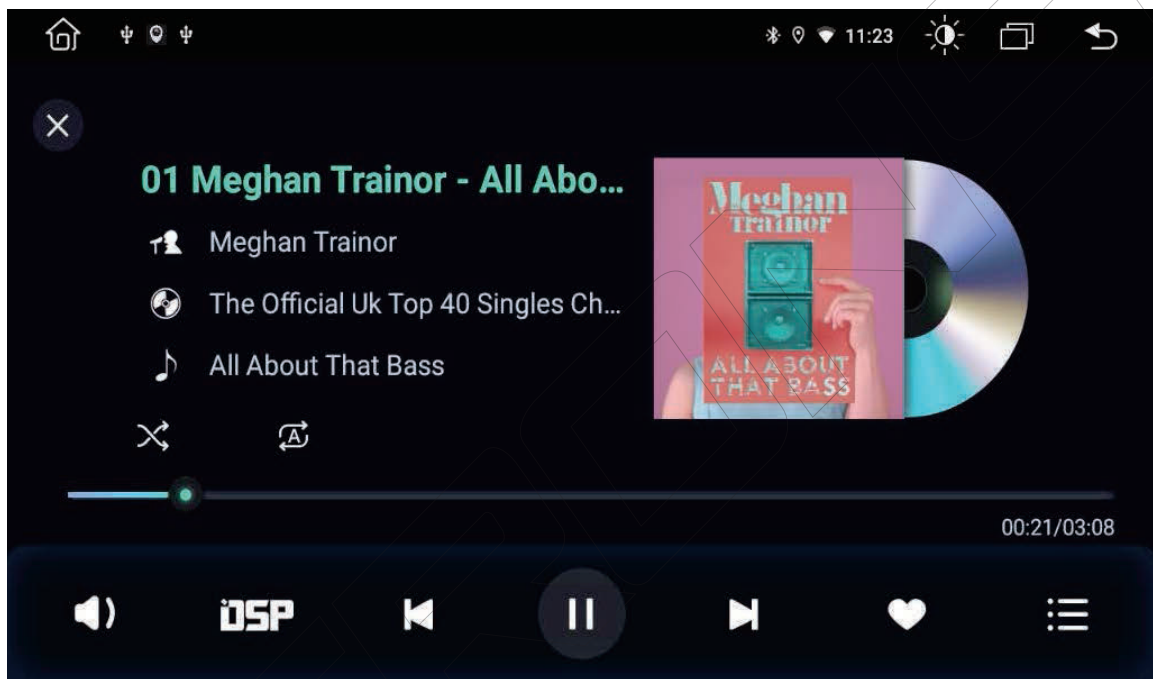 11:23
01 Meghan Trainor - All Abo...
Meghan Trainor
The Official Uk Top 40 Singles Ch...
All About That Bass
A
Meghan
Trainor
ALL ABOUT
THAT BASS
00:21/03:08
DSP